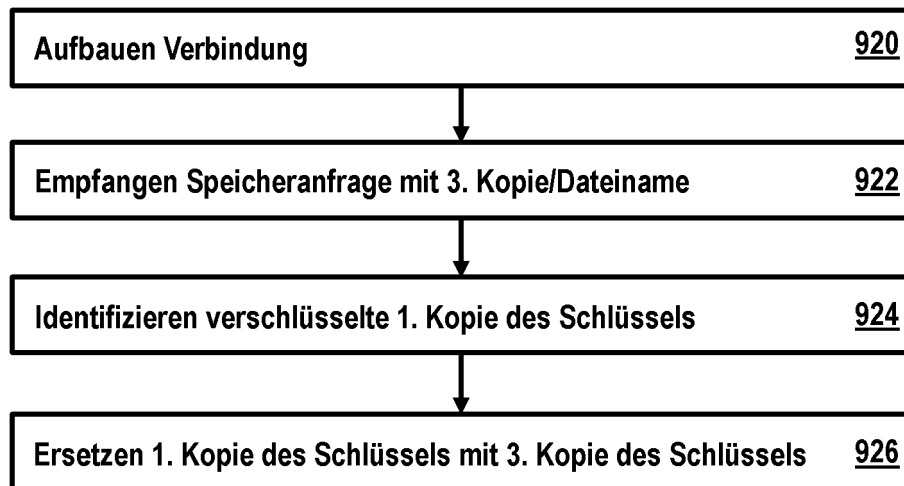 Aufbauen Verbindung 920
Empfangen Speicheranfrage mit 3. Kopie/Dateiname 922
Identifizieren verschlüsselte 1. Kopie des Schlüssels 924
Ersetzen 1. Kopie des Schlüssels mit 3. Kopie des Schlüssels 926